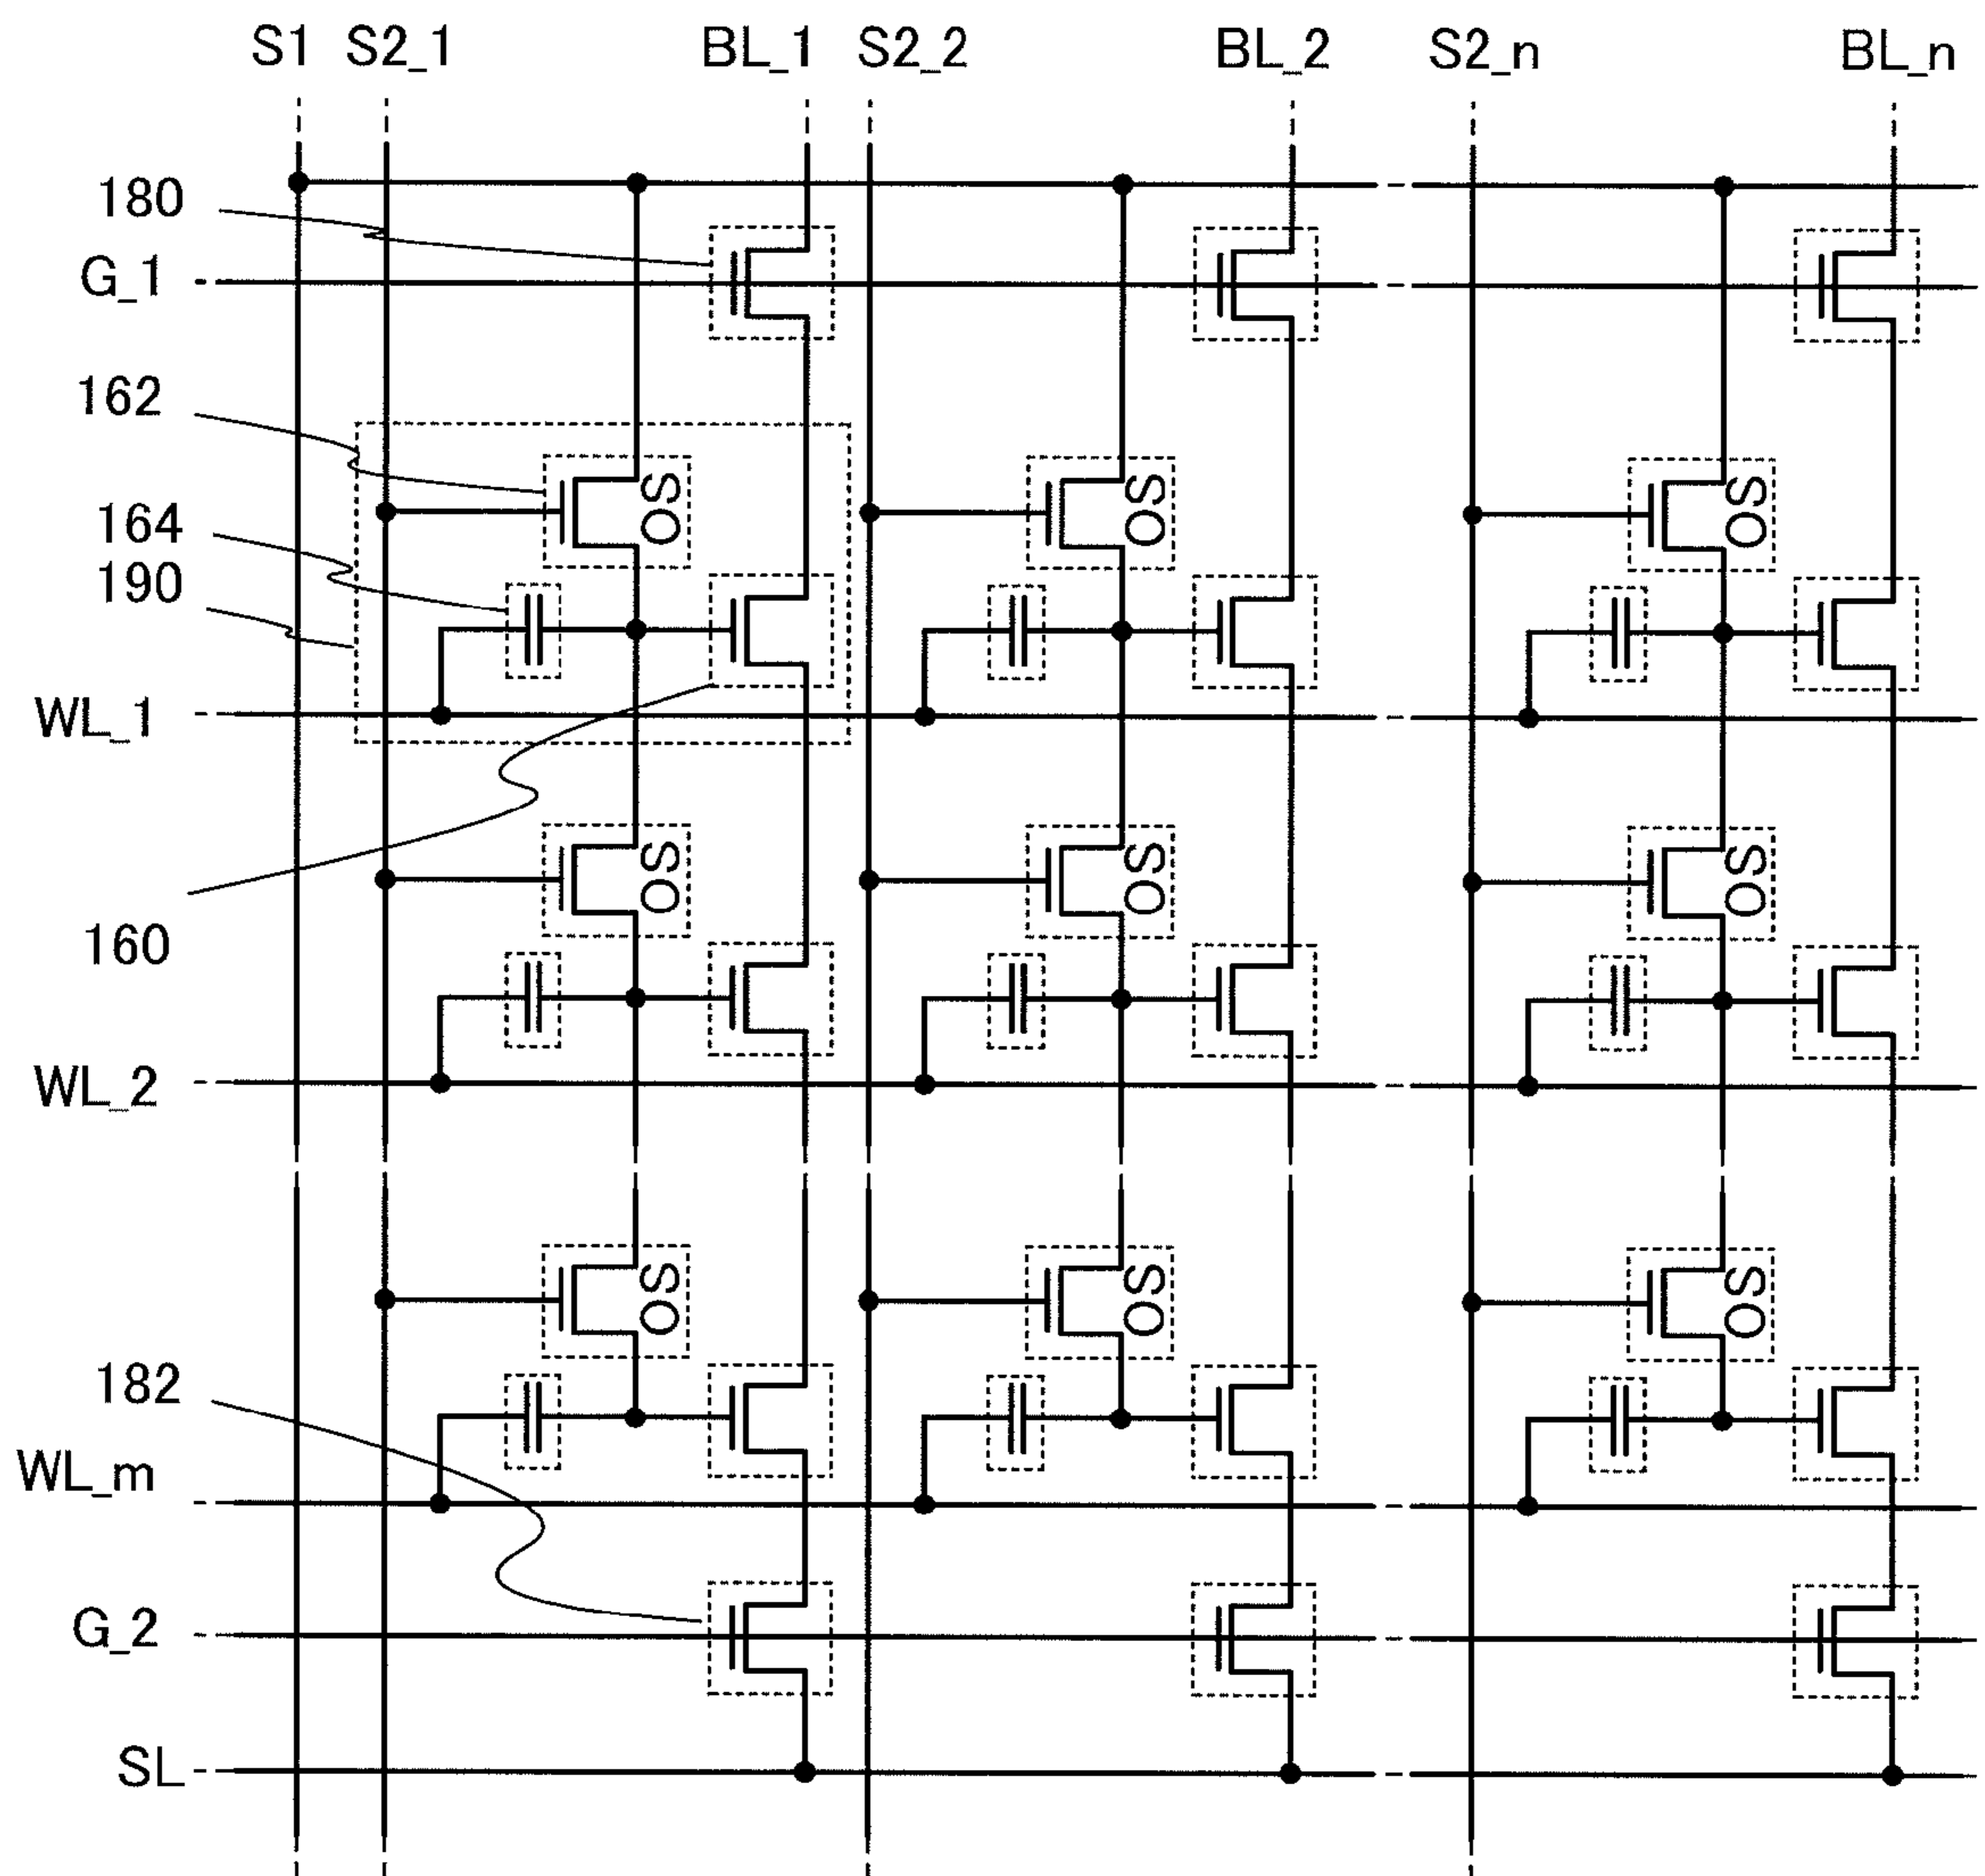 S1 S2_1 BL_1 S2_2 BL_2 S2_n BL_n
180
G_1
162
OS OS OS
164
190
WL_1
OS OS OS
160
WL_2
OS OS OS
182
WL_m
G_2
SL